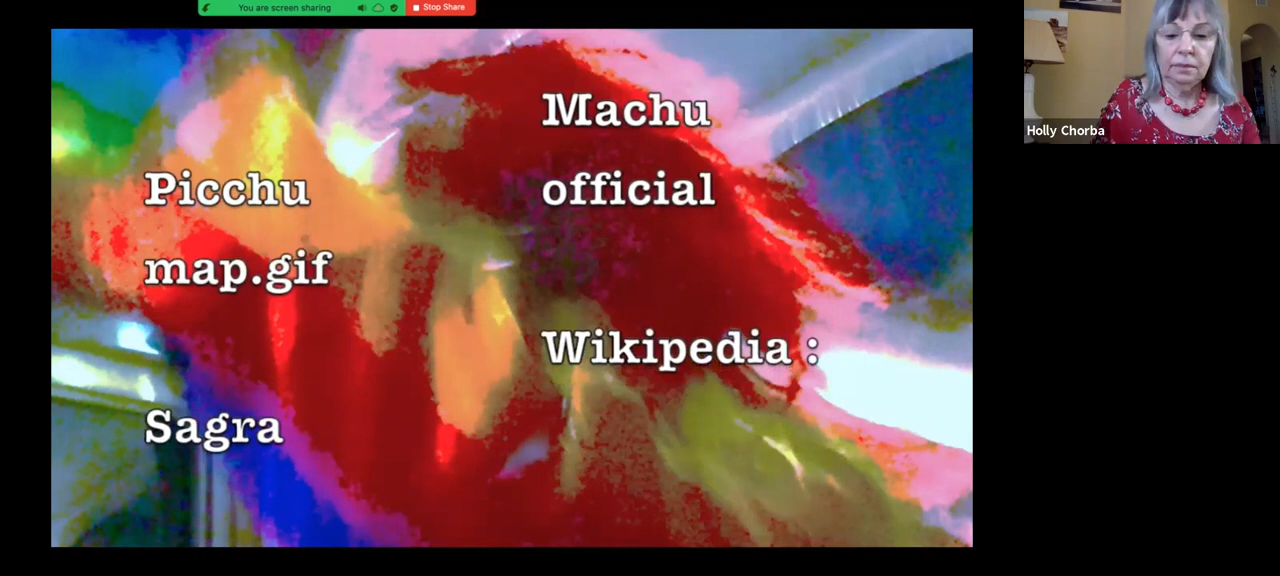 You are screen sharing
Stop Share
Machu
Picchu
official
map.gif
Wikipedia :
Sagra
Holly Chorba